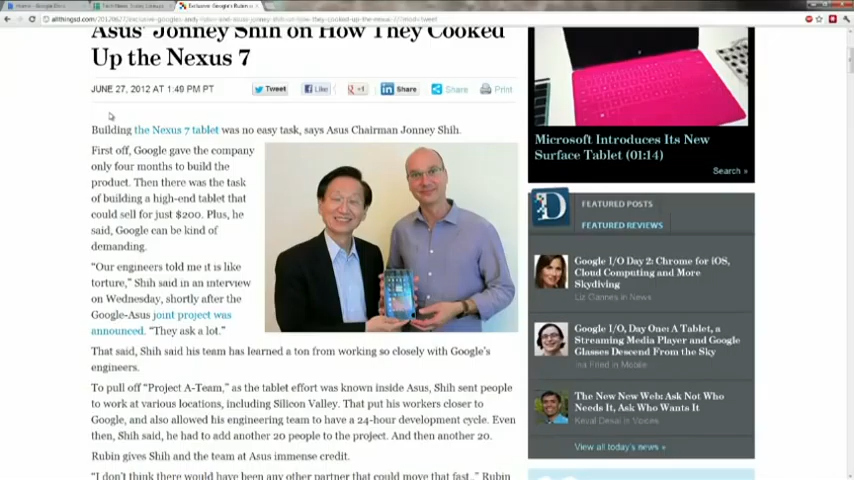 Home - Google Docs
Exclusive: Google's Rubin a
Asus' Jonney Shih on How They Cooked
Up the Nexus 7
JUNE 27, 2012 AT 1:49 PM PT
Tweet
Like
+1
Share
Share
Print
Building the Nexus 7 tablet was no easy task, says Asus Chairman Jonney Shih.
First off, Google gave the company
only four months to build the
product. Then there was the task
of building a high-end tablet that
could sell for just $200. Plus, he
said, Google can be kind of
demanding.
“Our engineers told me it is like
torture,” Shih said in an interview
on Wednesday, shortly after the
Google-Asus joint project was
announced. “They ask a lot.”
That said, Shih said his team has learned a ton from working so closely with Google’s
engineers.
To pull off “Project A-Team,” as the tablet effort was known inside Asus, Shih sent people
to work at various locations, including Silicon Valley. That put his workers closer to
Google, and also allowed his engineering team to have a 24-hour development cycle. Even
then, Shih said, he had to add another 20 people to the project. And then another 20.
Rubin gives Shih and the team at Asus immense credit.
“I don’t think there would have been any other partner that could move that fast,” Rubin
Microsoft Introduces Its New
Surface Tablet (01:14)
Search »
D
FEATURED POSTS
FEATURED REVIEWS
Google I/O Day 2: Chrome for iOS,
Cloud Computing and More
Skydiving
Liz Gannes in News
Google I/O, Day One: A Tablet, a
Streaming Media Player and Google
Glasses Descend From the Sky
Ina Fried in Mobile
The New New Web: Ask Not Who
Needs It, Ask Who Wants It
Keval Desai in Voices
View all today's news »